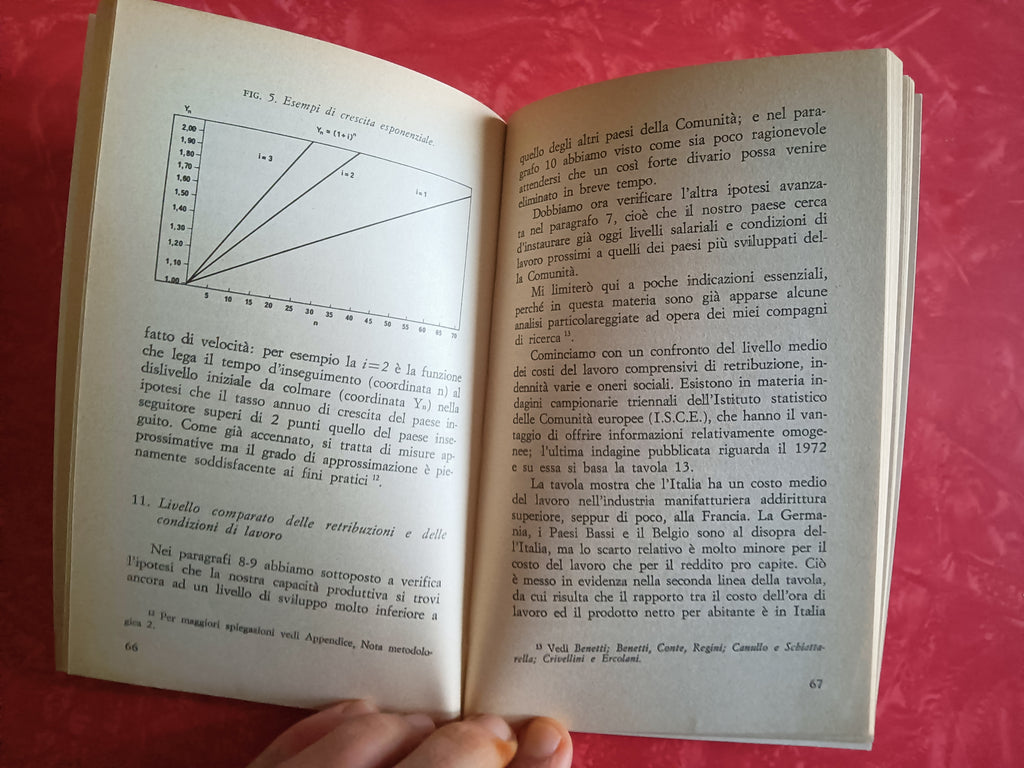 FIG. 5. Esempi di crescita esponenziale.
Yₙ
Yₙ = (1+i)ⁿ
2,00
1,90
1,80
1,70
1,60
1,50
1,40
1,30
1,20
1,10
1,00
i = 3
i = 2
i = 1
5 10 15 20 25 30 35 40 45 50 55 60 65 70
n
fatto di velocità: per esempio la i=2 è la funzione
che lega il tempo d'inseguimento (coordinata n) al
dislivello iniziale da colmare (coordinata Yₙ) nella
ipotesi che il tasso annuo di crescita del paese in-
seguitore superi di 2 punti quello del paese inse-
guito. Come già accennato, si tratta di misure ap-
prossimative ma il grado di approssimazione è pie-
namente soddisfacente ai fini pratici ¹².
11. Livello comparato delle retribuzioni e delle
condizioni di lavoro
Nei paragrafi 8-9 abbiamo sottoposto a verifica
l'ipotesi che la nostra capacità produttiva si trovi
ancora ad un livello di sviluppo molto inferiore a
¹² Per maggiori spiegazioni vedi Appendice, Nota metodolo-
gica 2.
66
quello degli altri paesi della Comunità; e nel para-
grafo 10 abbiamo visto come sia poco ragionevole
attendersi che un così forte divario possa venire
eliminato in breve tempo.
Dobbiamo ora verificare l'altra ipotesi avanza-
ta nel paragrafo 7, cioè che il nostro paese cerca
d'instaurare già oggi livelli salariali e condizioni di
lavoro prossimi a quelli dei paesi più sviluppati del-
la Comunità.
Mi limiterò qui a poche indicazioni essenziali,
perché in questa materia sono già apparse alcune
analisi particolareggiate ad opera dei miei compagni
di ricerca ¹³.
Cominciamo con un confronto del livello medio
dei costi del lavoro comprensivi di retribuzione, in-
dennità varie e oneri sociali. Esistono in materia in-
dagini campionarie triennali dell'Istituto statistico
delle Comunità europee (I.S.C.E.), che hanno il van-
taggio di offrire informazioni relativamente omoge-
nee; l'ultima indagine pubblicata riguarda il 1972
e su essa si basa la tavola 13.
La tavola mostra che l'Italia ha un costo medio
del lavoro nell'industria manifatturiera addirittura
superiore, seppur di poco, alla Francia. La Germa-
nia, i Paesi Bassi e il Belgio sono al disopra del-
l'Italia, ma lo scarto relativo è molto minore per il
costo del lavoro che per il reddito pro capite. Ciò
è messo in evidenza nella seconda linea della tavola,
da cui risulta che il rapporto tra il costo dell'ora di
lavoro ed il prodotto netto per abitante è in Italia
¹³ Vedi Benetti; Benetti, Conte, Regini; Canullo e Schiatta-
rella; Crivellini e Ercolani.
67